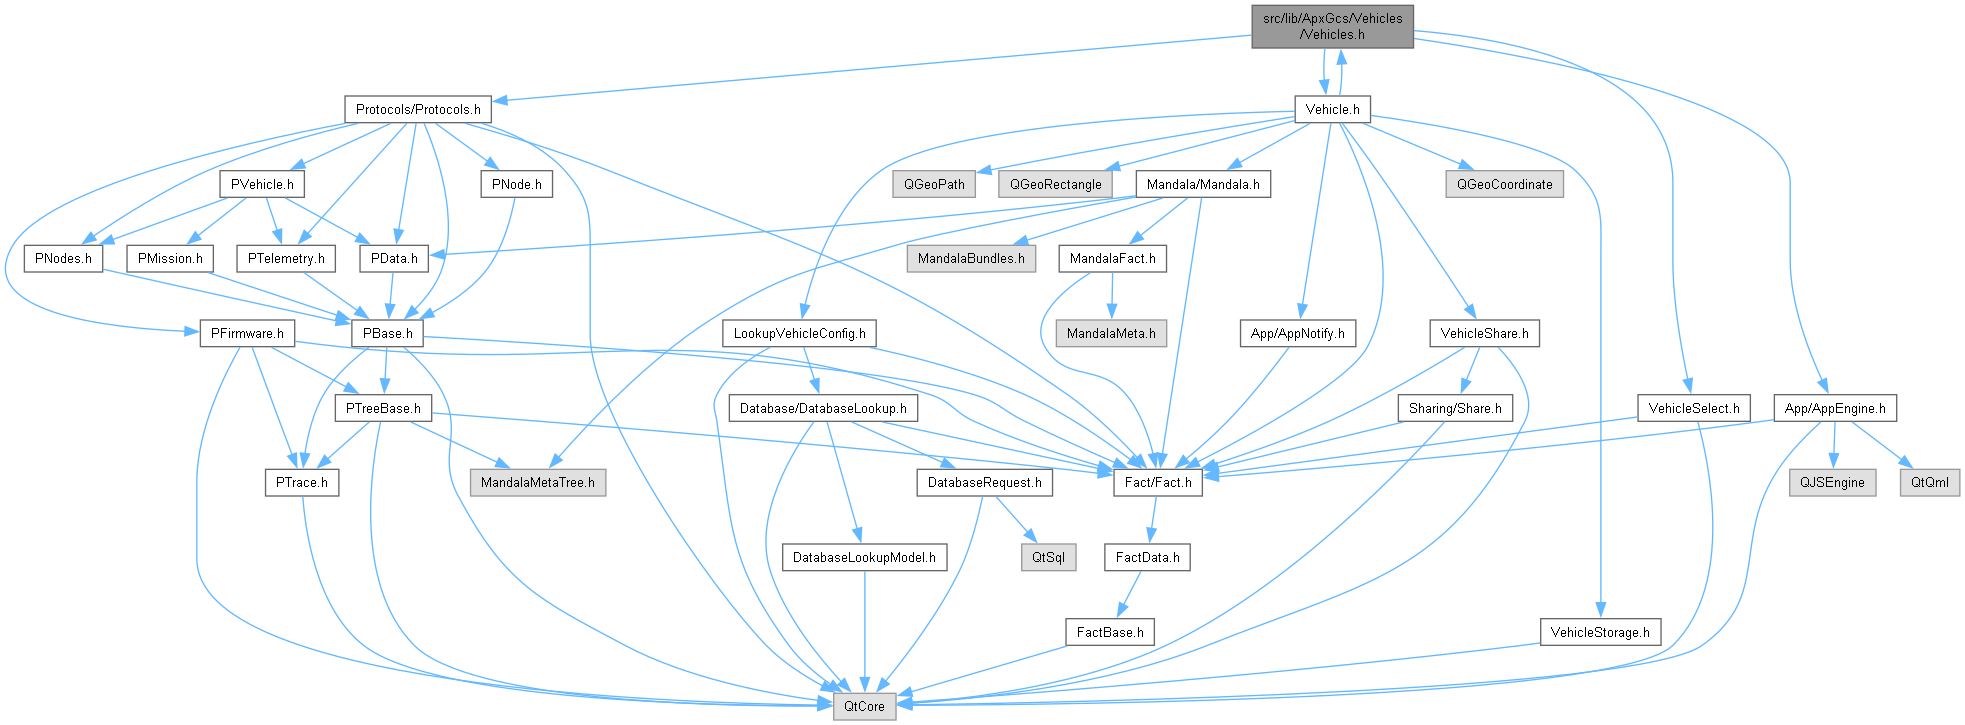 src/lib/ApxGcs/Vehicles
/Vehicles.h
Protocols/Protocols.h
Vehicle.h
PVehicle.h
PNode.h
QGeoPath
QGeoRectangle
Mandala/Mandala.h
QGeoCoordinate
PNodes.h
PMission.h
PTelemetry.h
PData.h
MandalaBundles.h
MandalaFact.h
PFirmware.h
PBase.h
LookupVehicleConfig.h
MandalaMeta.h
App/AppNotify.h
VehicleShare.h
PTreeBase.h
Database/DatabaseLookup.h
Sharing/Share.h
VehicleSelect.h
App/AppEngine.h
PTrace.h
MandalaMetaTree.h
DatabaseRequest.h
Fact/Fact.h
QJSEngine
QtQml
DatabaseLookupModel.h
QtSql
FactData.h
FactBase.h
VehicleStorage.h
QtCore